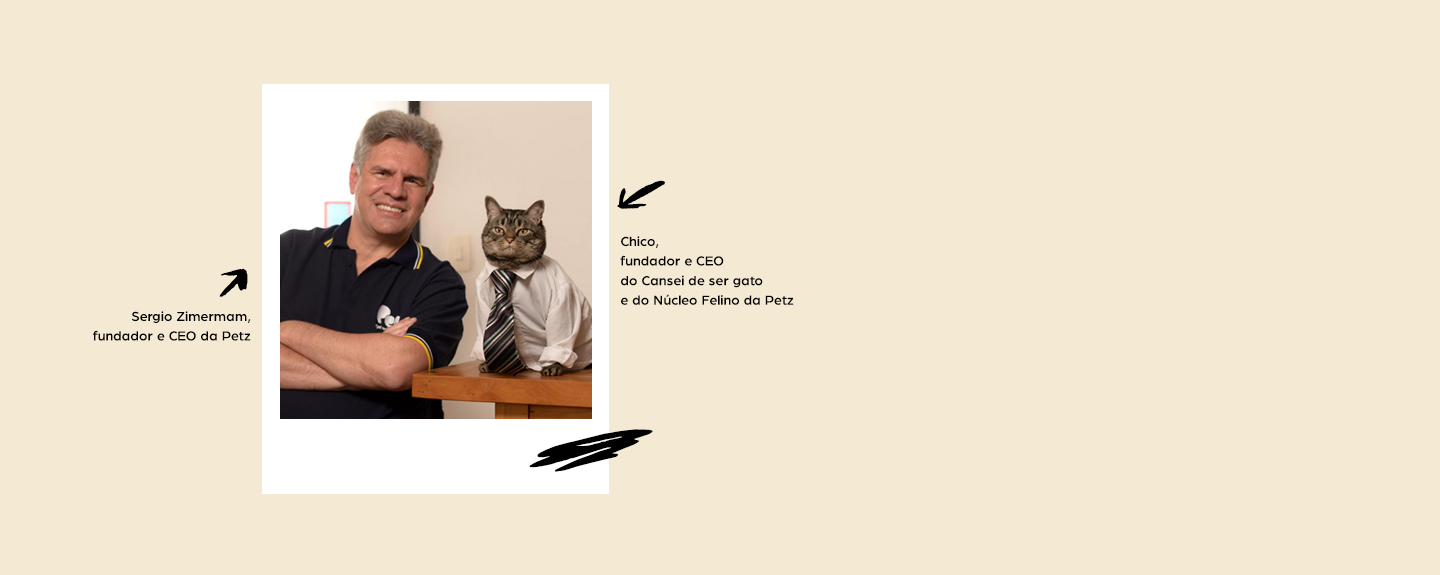 Sergio Zimermam,
fundador e CEO da Petz
Chico,
fundador e CEO
do Cansei de ser gato
e do Núcleo Felino da Petz